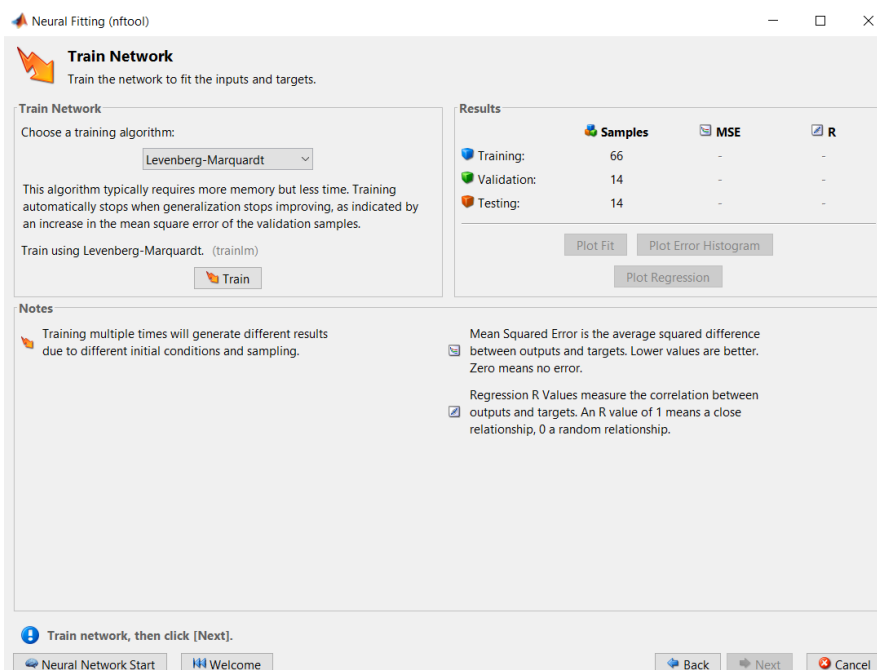 Neural Fitting (nftool)
Train Network
Train the network to fit the inputs and targets.
Train Network
Choose a training algorithm:
Levenberg-Marquardt
This algorithm typically requires more memory but less time. Training
automatically stops when generalization stops improving, as indicated by
an increase in the mean square error of the validation samples.
Train using Levenberg-Marquardt. (trainlm)
Train
Results
Samples MSE R
Training: 66 - -
Validation: 14 - -
Testing: 14 - -
Plot Fit Plot Error Histogram
Plot Regression
Notes
Training multiple times will generate different results
due to different initial conditions and sampling.
Mean Squared Error is the average squared difference
between outputs and targets. Lower values are better.
Zero means no error.
Regression R Values measure the correlation between
outputs and targets. An R value of 1 means a close
relationship, 0 a random relationship.
Train network, then click [Next].
Neural Network Start Welcome Back Next Cancel